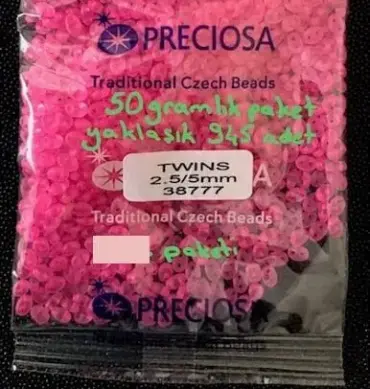 PRECIOSA
Traditional Czech Beads
50 gramlık paket
yaklaşık 945 adet
TWINS
2.5/5mm
38777
A
Traditional Czech Beads
paketi
PRECIOSA
Beads